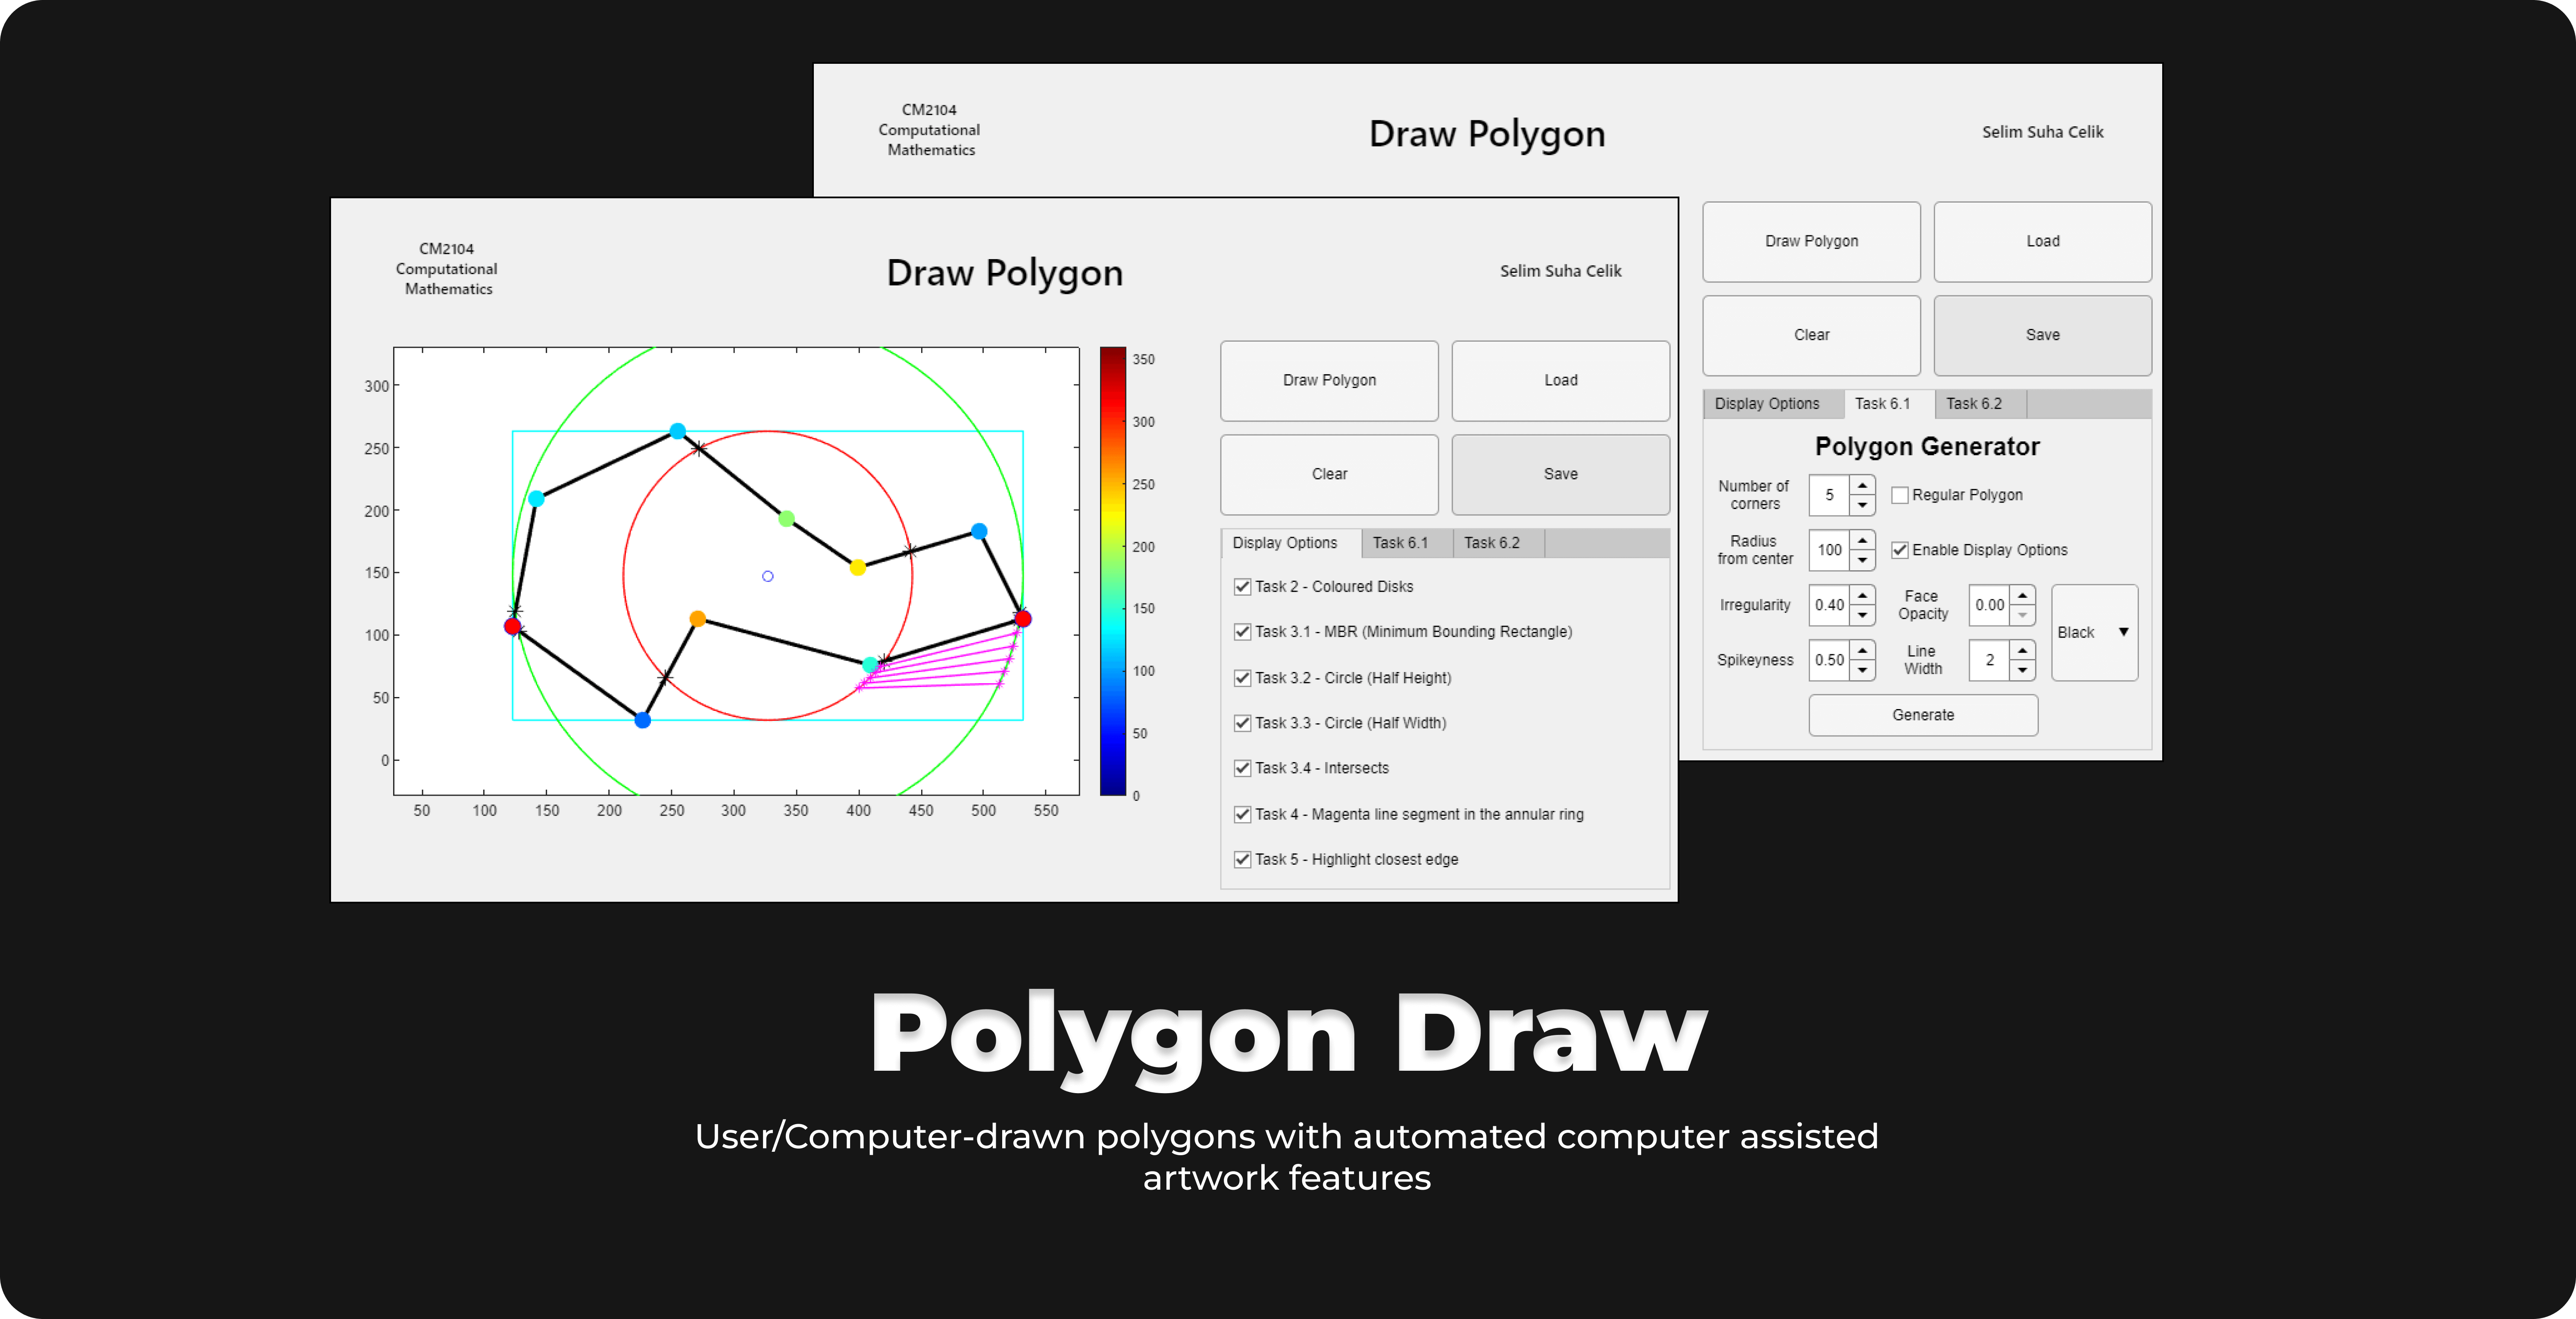 CM2104
Computational
Mathematics
Draw Polygon
Selim Suha Celik
Draw Polygon
Load
Clear
Save
Display Options
Task 6.1
Task 6.2
Polygon Generator
Number of
corners
5
Regular Polygon
Radius
from center
100
Enable Display Options
Irregularity
0.40
Face
Opacity
0.00
Black
Spikeyness
0.50
Line
Width
2
Generate
CM2104
Computational
Mathematics
Draw Polygon
Selim Suha Celik
300
250
200
150
100
50
0
50
100
150
200
250
300
350
400
450
500
550
350
300
250
200
150
100
50
0
Draw Polygon
Load
Clear
Save
Display Options
Task 6.1
Task 6.2
Task 2 - Coloured Disks
Task 3.1 - MBR (Minimum Bounding Rectangle)
Task 3.2 - Circle (Half Height)
Task 3.3 - Circle (Half Width)
Task 3.4 - Intersects
Task 4 - Magenta line segment in the annular ring
Task 5 - Highlight closest edge
Polygon Draw
User/Computer-drawn polygons with automated computer assisted
artwork features